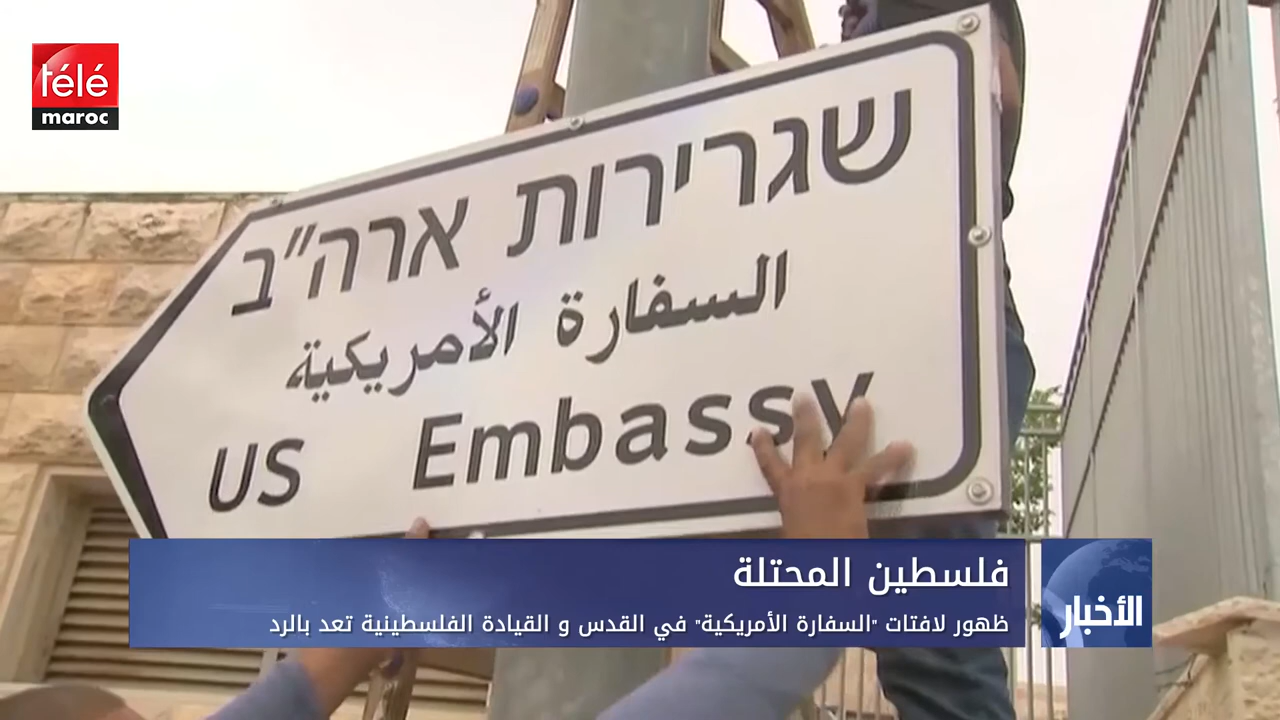 télé
maroc
שגרירות ארה"ב
السفارة الأمريكية
US Embassy
فلسطين المحتلة
ظهور لافتات "السفارة الأمريكية" في القدس و القيادة الفلسطينية تعد بالرد
الأخبار